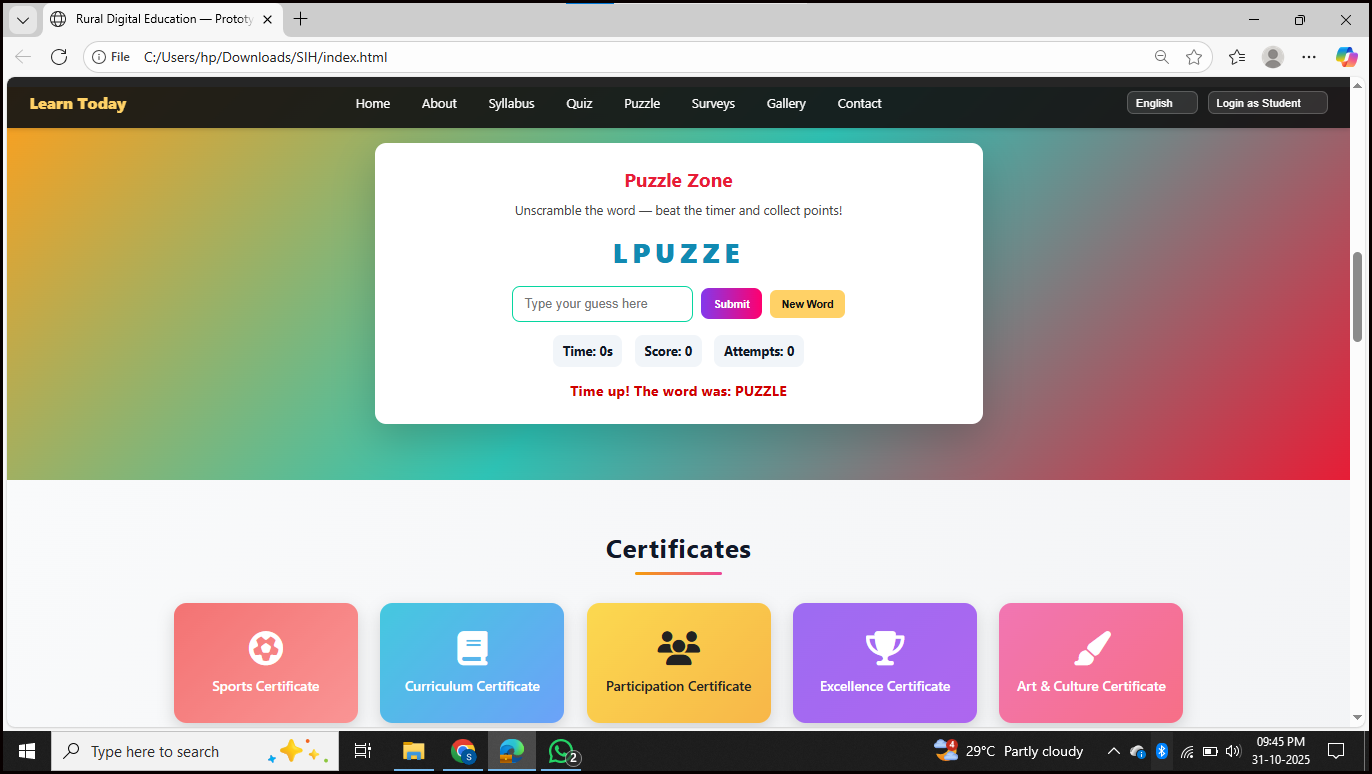 Rural Digital Education — Prototy
File C:/Users/hp/Downloads/SIH/index.html
Learn Today Home About Syllabus Quiz Puzzle Surveys Gallery Contact English Login as Student
Puzzle Zone
Unscramble the word — beat the timer and collect points!
LPUZZE
Type your guess here Submit New Word
Time: 0s Score: 0 Attempts: 0
Time up! The word was: PUZZLE
Certificates
Sports Certificate Curriculum Certificate Participation Certificate Excellence Certificate Art & Culture Certificate
Type here to search S 2 4 29°C Partly cloudy 09:45 PM
31-10-2025